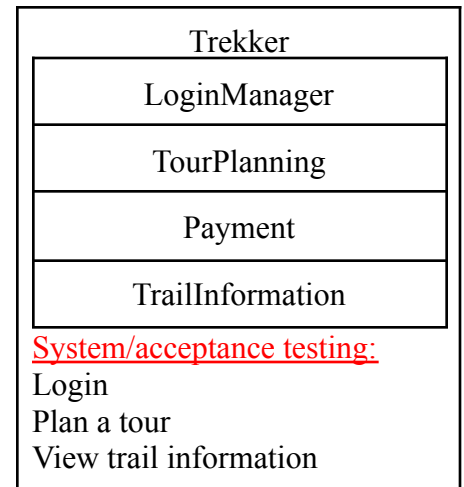 Trekker
LoginManager
TourPlanning
Payment
TrailInformation
System/acceptance testing:
Login
Plan a tour
View trail information